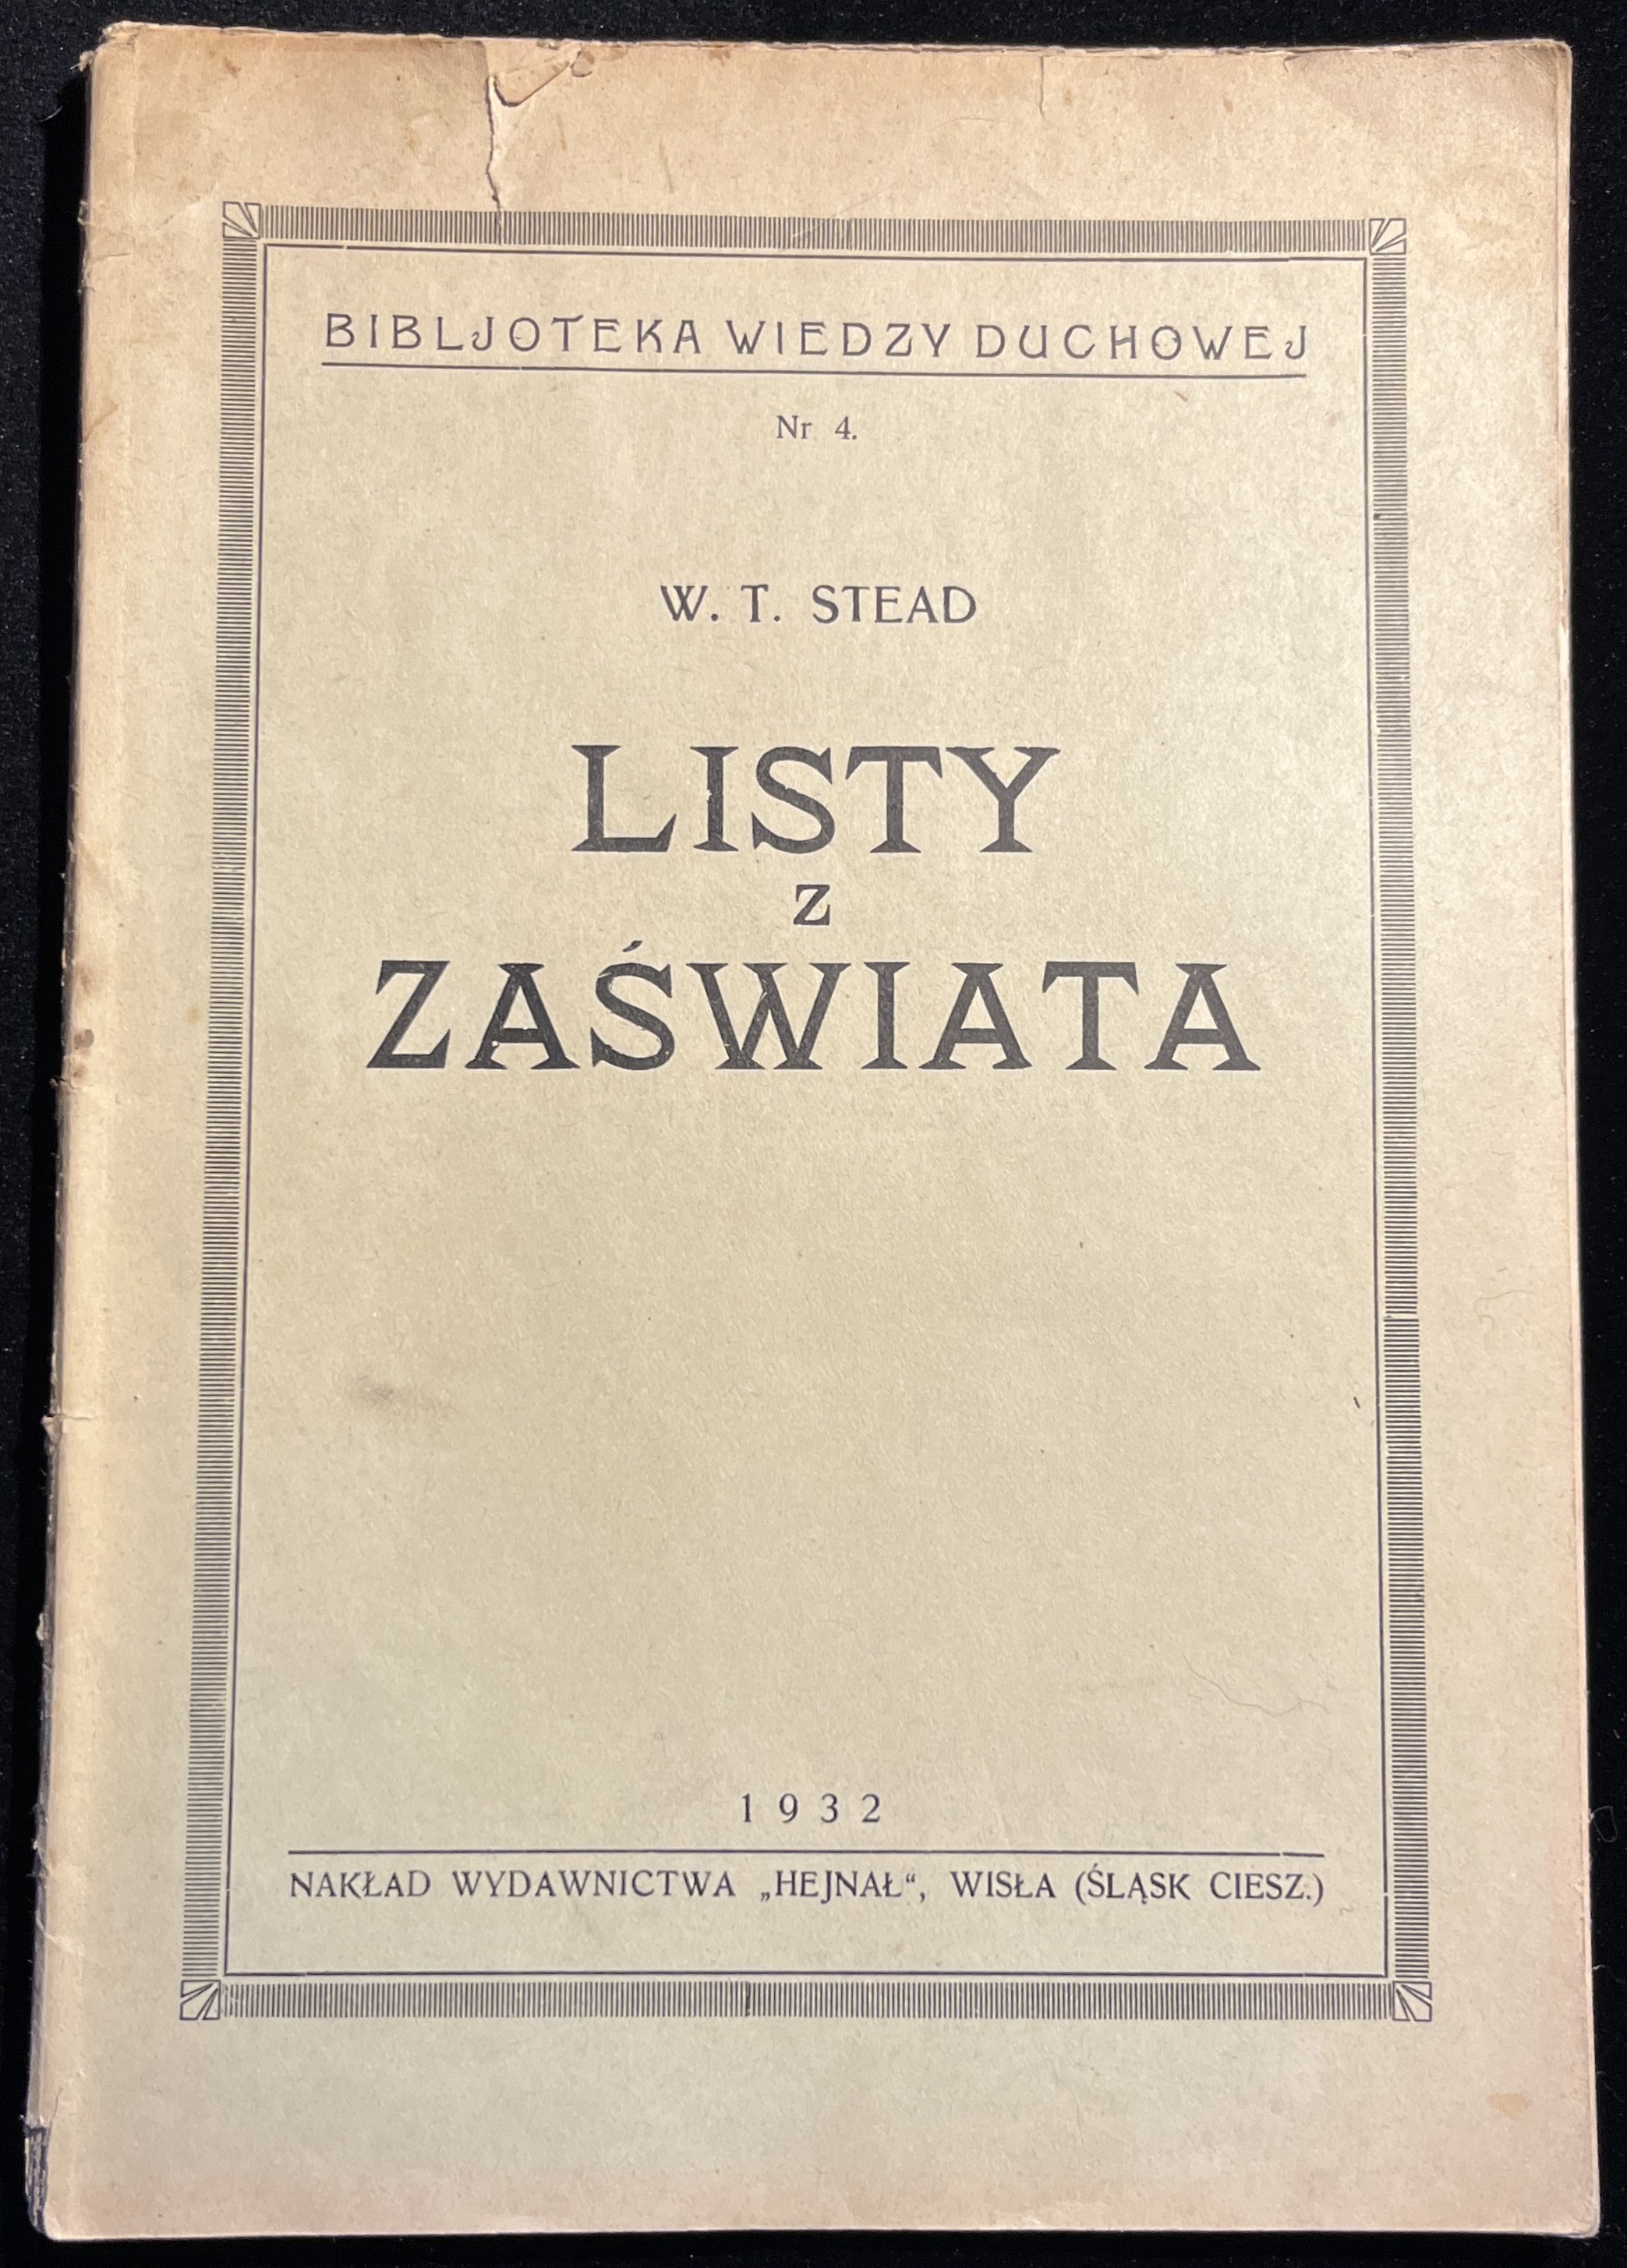 BIBLJOTEKA WIEDZY DUCHOWEJ
Nr 4.
W. T. STEAD
LISTY
Z
ZAŚWIATA
1932
NAKŁAD WYDAWNICTWA „HEJNAŁ“, WISŁA (ŚLĄSK CIESZ.)